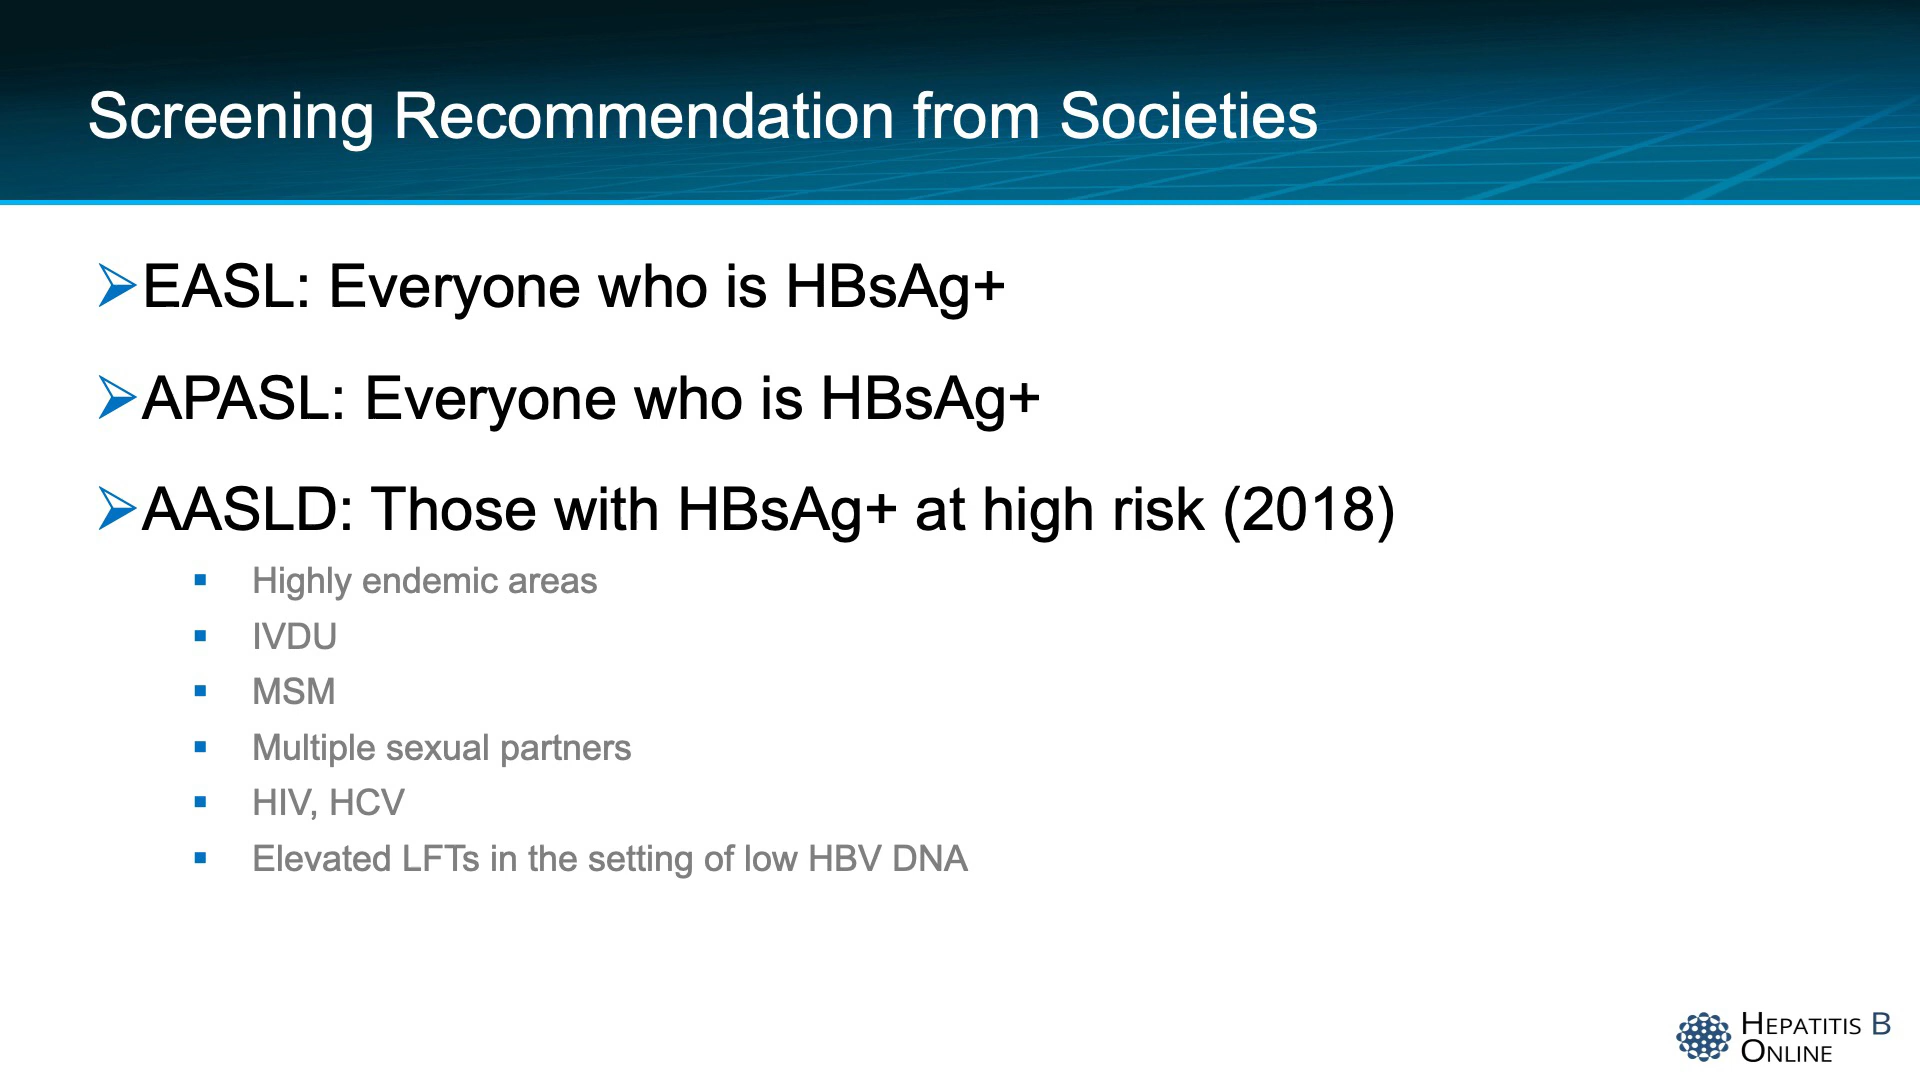 Screening Recommendation from Societies
➢EASL: Everyone who is HBsAg+
➢APASL: Everyone who is HBsAg+
➢AASLD: Those with HBsAg+ at high risk (2018)
▪ Highly endemic areas
▪ IVDU
▪ MSM
▪ Multiple sexual partners
▪ HIV, HCV
▪ Elevated LFTs in the setting of low HBV DNA
HEPATITIS B
ONLINE